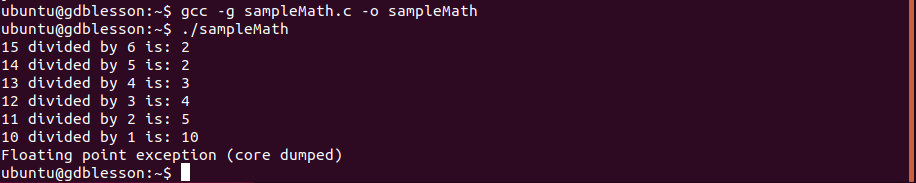 ubuntu@gdblesson:~$ gcc -g sampleMath.c -o sampleMath
ubuntu@gdblesson:~$ ./sampleMath
15 divided by 6 is: 2
14 divided by 5 is: 2
13 divided by 4 is: 3
12 divided by 3 is: 4
11 divided by 2 is: 5
10 divided by 1 is: 10
Floating point exception (core dumped)
ubuntu@gdblesson:~$